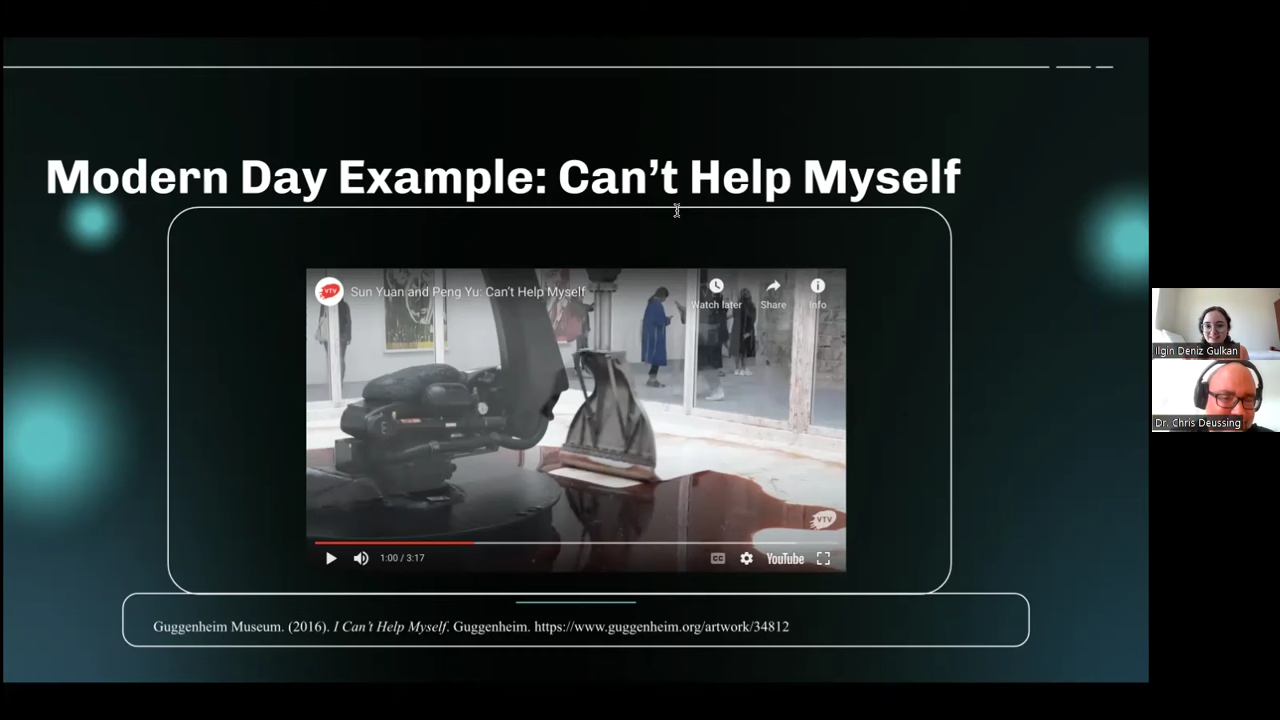 Modern Day Example: Can't Help Myself
VTV
Sun Yuan and Peng Yu: Can't Help Myself
Watch later
Share
Info
VTV
1:00 / 3:17
CC
YouTube
Guggenheim Museum. (2016). I Can't Help Myself. Guggenheim. https://www.guggenheim.org/artwork/34812
Ilgin Deniz Gulkan
Dr. Chris Deussing